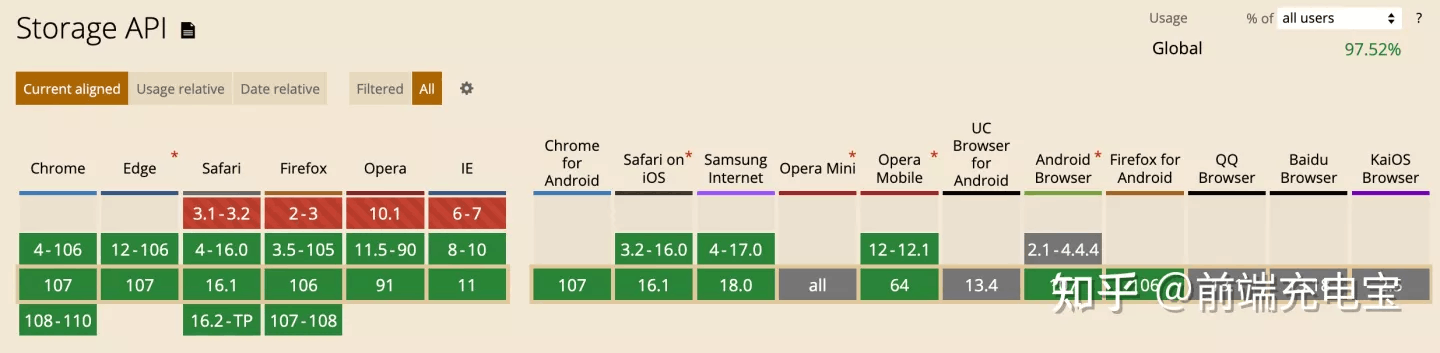 Storage API
Usage % of all users ?
Global 97.52%
Current aligned Usage relative Date relative Filtered All
Chrome Edge * Safari Firefox Opera IE Chrome for Android Safari on iOS * Samsung Internet Opera Mini * Opera Mobile * UC Browser for Android Android Browser * Firefox for Android QQ Browser Baidu Browser KaiOS Browser
3.1-3.2 2-3 10.1 6-7
4-106 12-106 4-16.0 3.5-105 11.5-90 8-10 3.2-16.0 4-17.0 12-12.1 2.1-4.4.4
107 107 16.1 106 91 11 107 16.1 18.0 all 64 13.4 106
108-110 16.2-TP 107-108
知乎 @前端充电宝